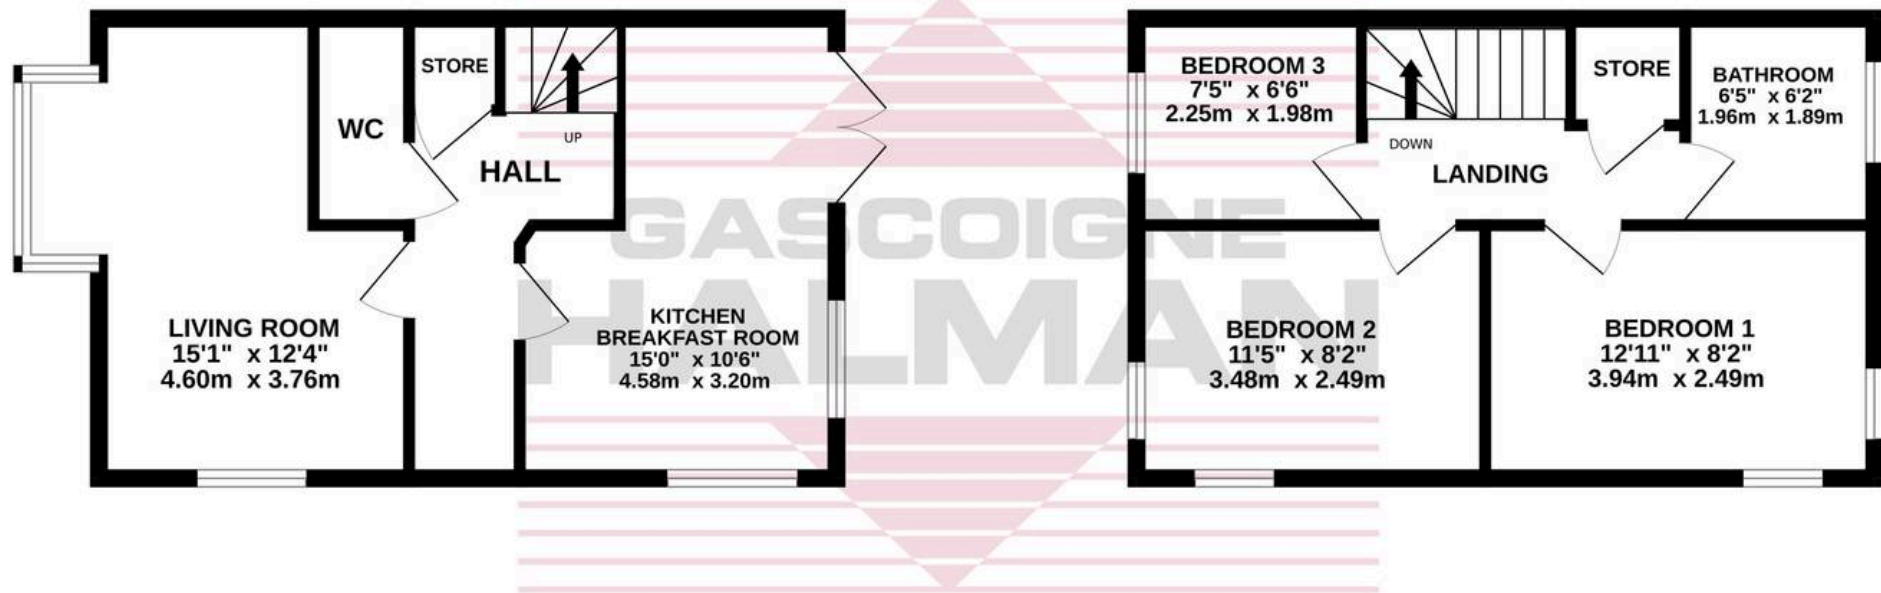 STORE
WC
UP
HALL
LIVING ROOM
15'1" x 12'4"
4.60m x 3.76m
KITCHEN
BREAKFAST ROOM
15'0" x 10'6"
4.58m x 3.20m
GASCOIGNE
HALMAN
BEDROOM 3
7'5" x 6'6"
2.25m x 1.98m
STORE
BATHROOM
6'5" x 6'2"
1.96m x 1.89m
DOWN
LANDING
BEDROOM 2
11'5" x 8'2"
3.48m x 2.49m
BEDROOM 1
12'11" x 8'2"
3.94m x 2.49m